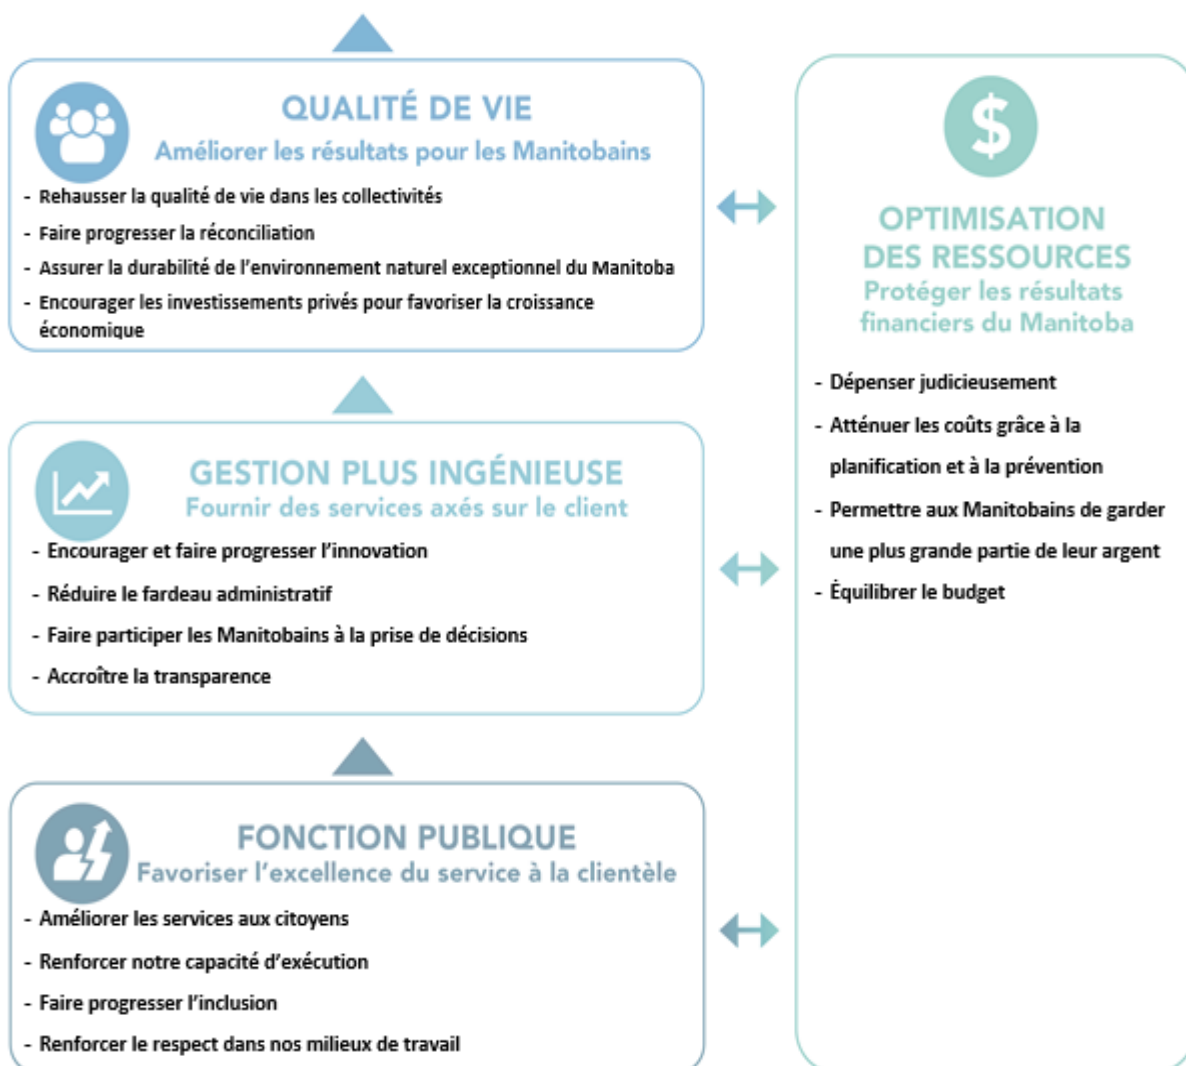 QUALITÉ DE VIE
Améliorer les résultats pour les Manitobains
- Rehausser la qualité de vie dans les collectivités
- Faire progresser la réconciliation
- Assurer la durabilité de l'environnement naturel exceptionnel du Manitoba
- Encourager les investissements privés pour favoriser la croissance
économique
GESTION PLUS INGÉNIEUSE
Fournir des services axés sur le client
- Encourager et faire progresser l'innovation
- Réduire le fardeau administratif
- Faire participer les Manitobains à la prise de décisions
- Accroître la transparence
FONCTION PUBLIQUE
Favoriser l'excellence du service à la clientèle
- Améliorer les services aux citoyens
- Renforcer notre capacité d'exécution
- Faire progresser l'inclusion
- Renforcer le respect dans nos milieux de travail
$
OPTIMISATION
DES RESSOURCES
Protéger les résultats
financiers du Manitoba
- Dépenser judicieusement
- Atténuer les coûts grâce à la
planification et à la prévention
- Permettre aux Manitobains de garder
une plus grande partie de leur argent
- Équilibrer le budget